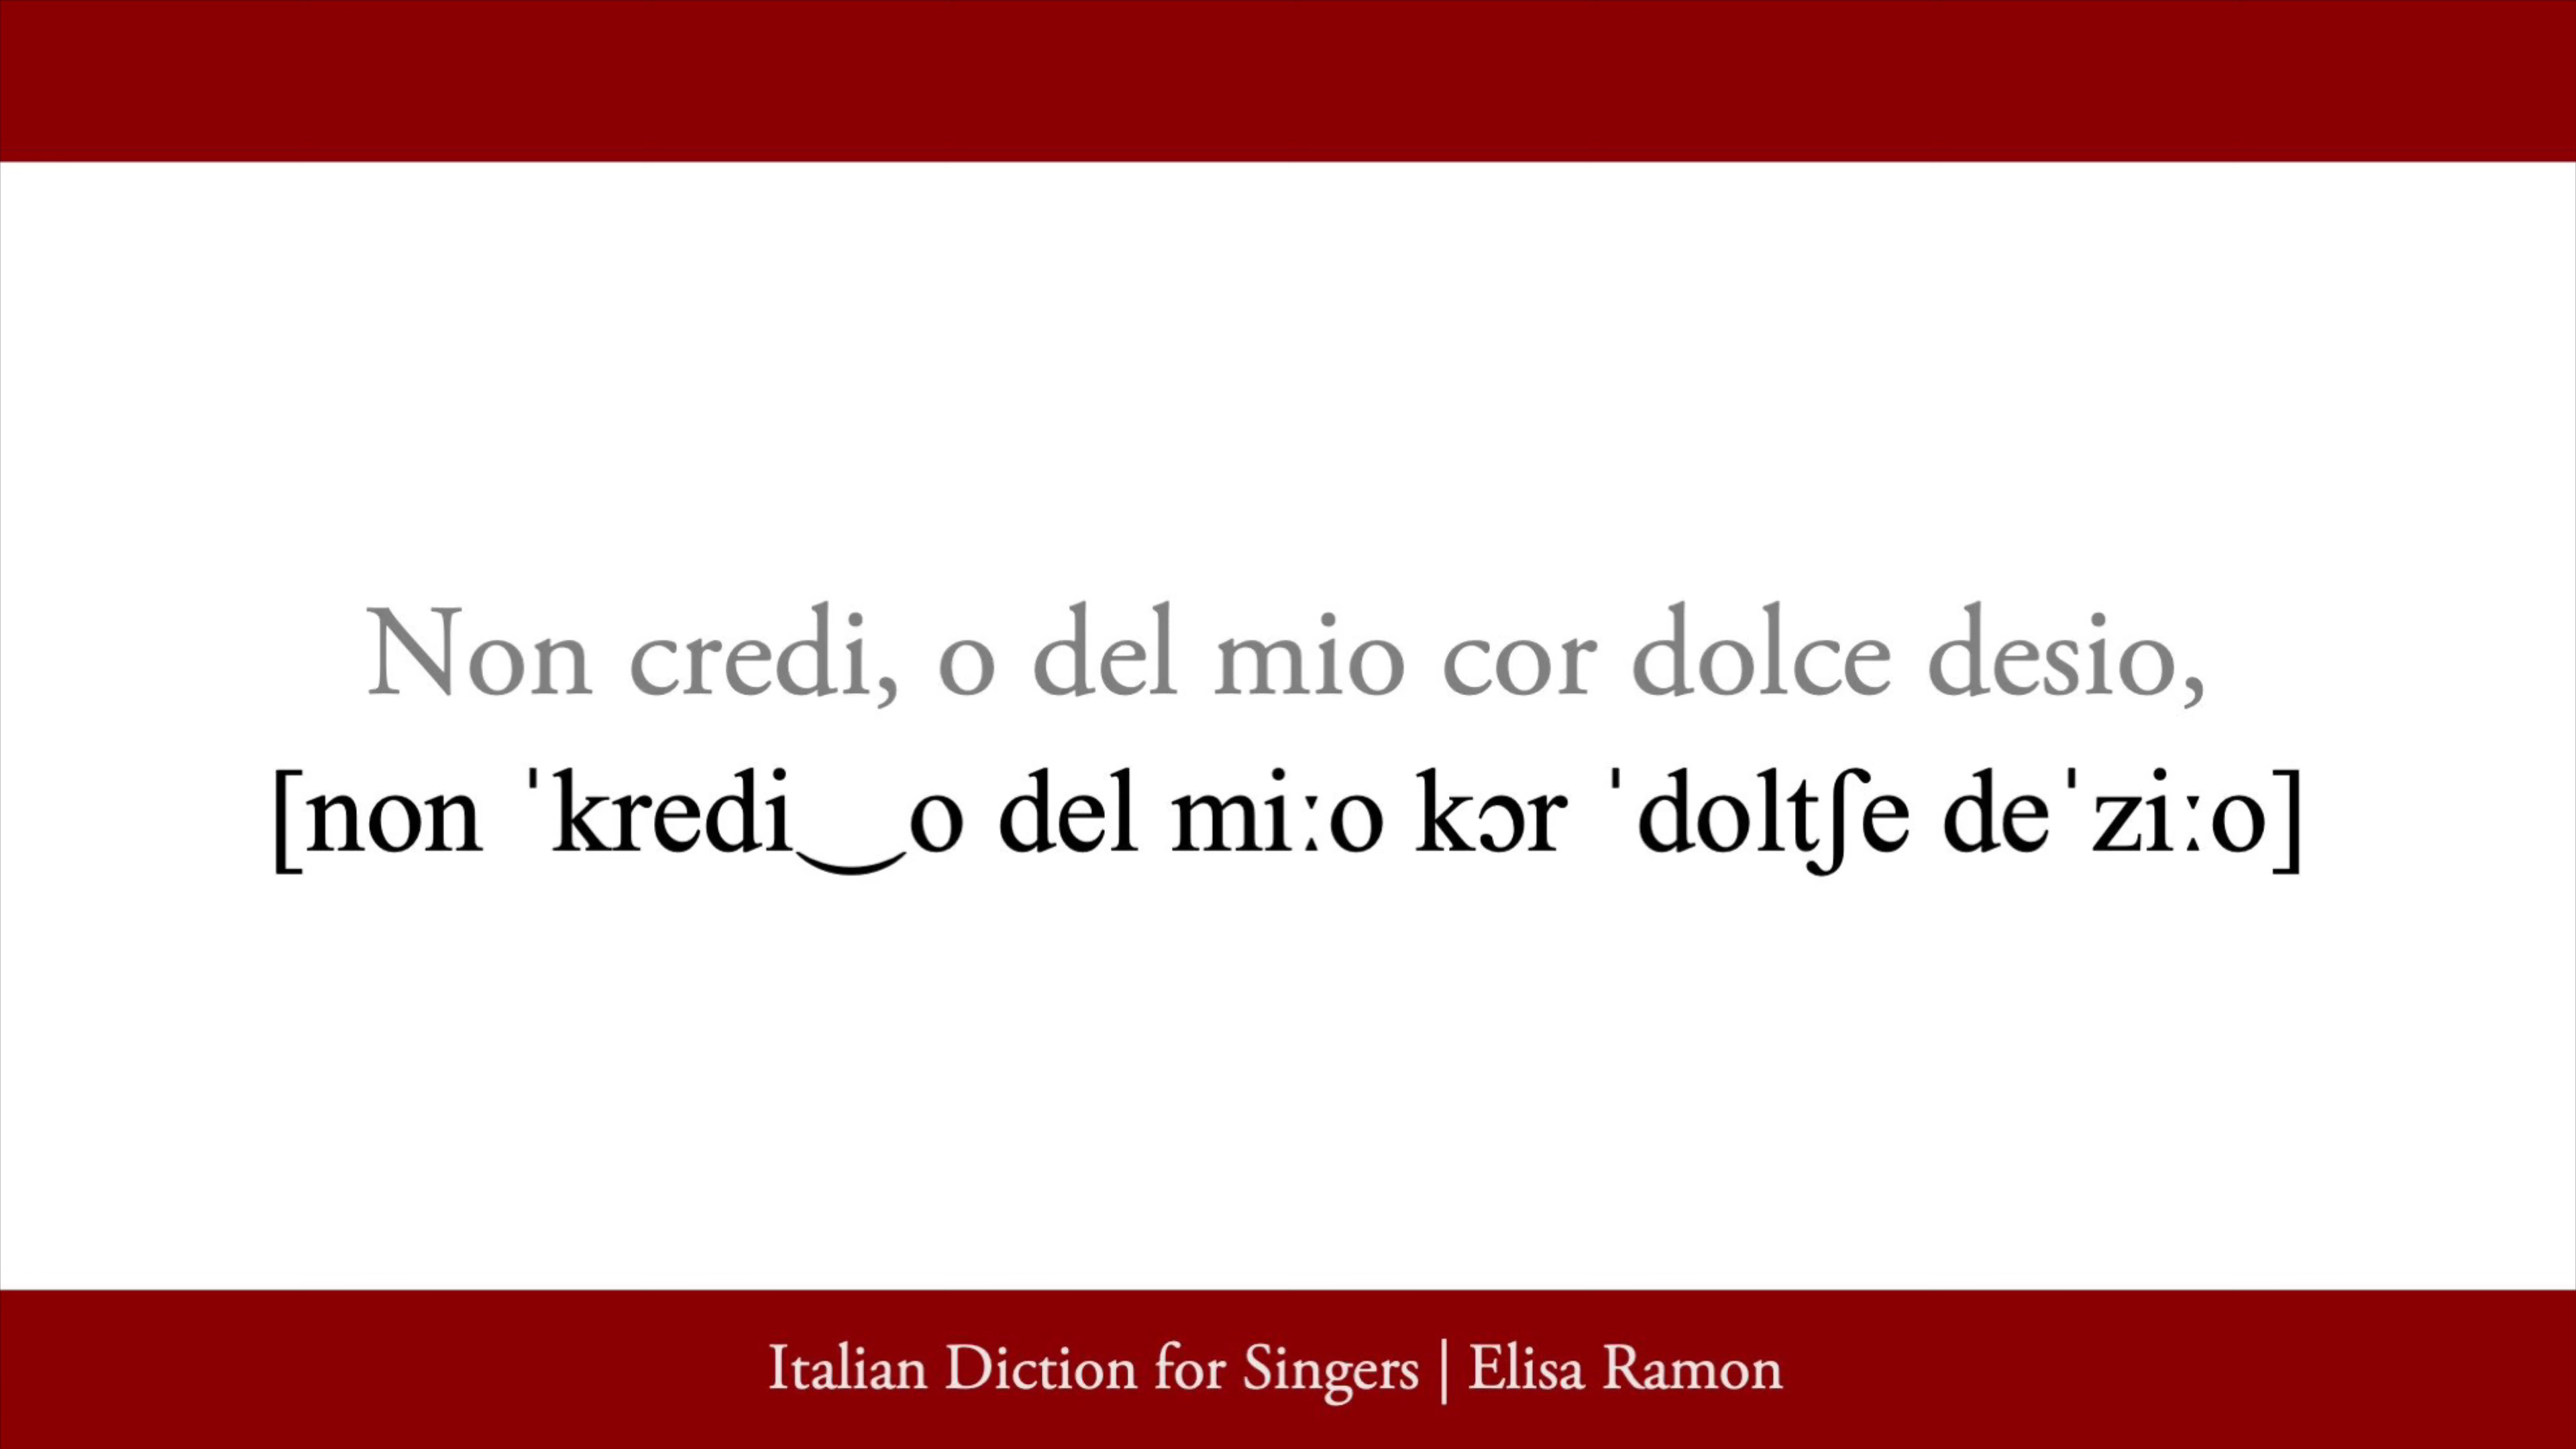 Non credi, o del mio cor dolce desio,
[non ˈkredi‿o del miːo kɔr ˈdoltʃe deˈziːo]
Italian Diction for Singers | Elisa Ramon